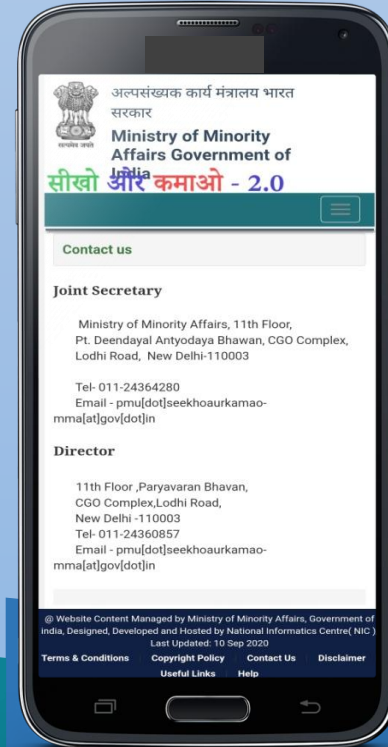 अल्पसंख्यक कार्य मंत्रालय भारत
सरकार
सत्यमेव जयते
Ministry of Minority
Affairs Government of
India
सीखो और कमाओ - 2.0
Contact us
Joint Secretary
Ministry of Minority Affairs, 11th Floor,
Pt. Deendayal Antyodaya Bhawan, CGO Complex,
Lodhi Road, New Delhi-110003
Tel- 011-24364280
Email - pmu[dot]seekhoaurkamao-
mma[at]gov[dot]in
Director
11th Floor ,Paryavaran Bhavan,
CGO Complex,Lodhi Road,
New Delhi -110003
Tel- 011-24360857
Email - pmu[dot]seekhoaurkamao-
mma[at]gov[dot]in
@ Website Content Managed by Ministry of Minority Affairs, Government of
india, Designed, Developed and Hosted by National Informatics Centre( NIC )
Last Updated: 10 Sep 2020
Terms & Conditions Copyright Policy Contact Us Disclaimer
Useful Links Help